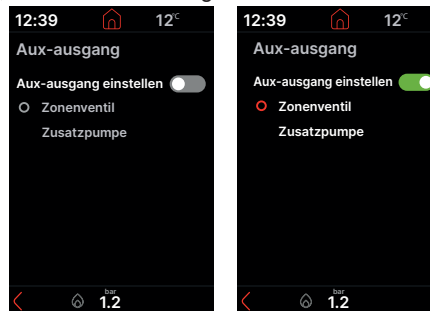 12:39 12°C
Aux-ausgang
Aux-ausgang einstellen
Zonenventil
Zusatzpumpe
bar
1.2
12:39 12°C
Aux-ausgang
Aux-ausgang einstellen
Zonenventil
Zusatzpumpe
bar
1.2